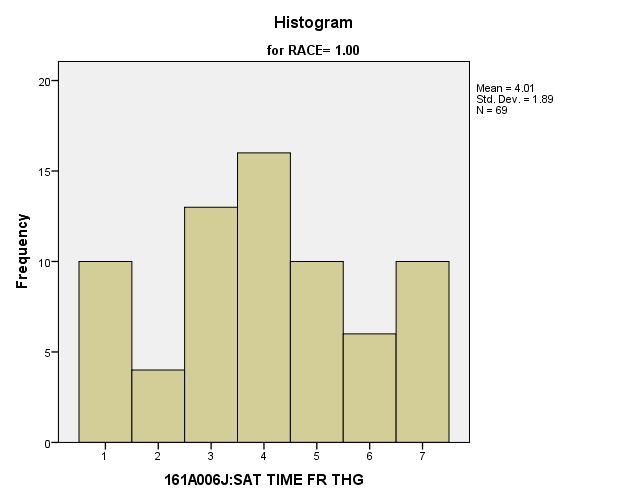 Histogram
for RACE= 1.00
Mean = 4.01
Std. Dev. = 1.89
N = 69
Frequency
20
15
10
5
0
1 2 3 4 5 6 7
161A006J:SAT TIME FR THG